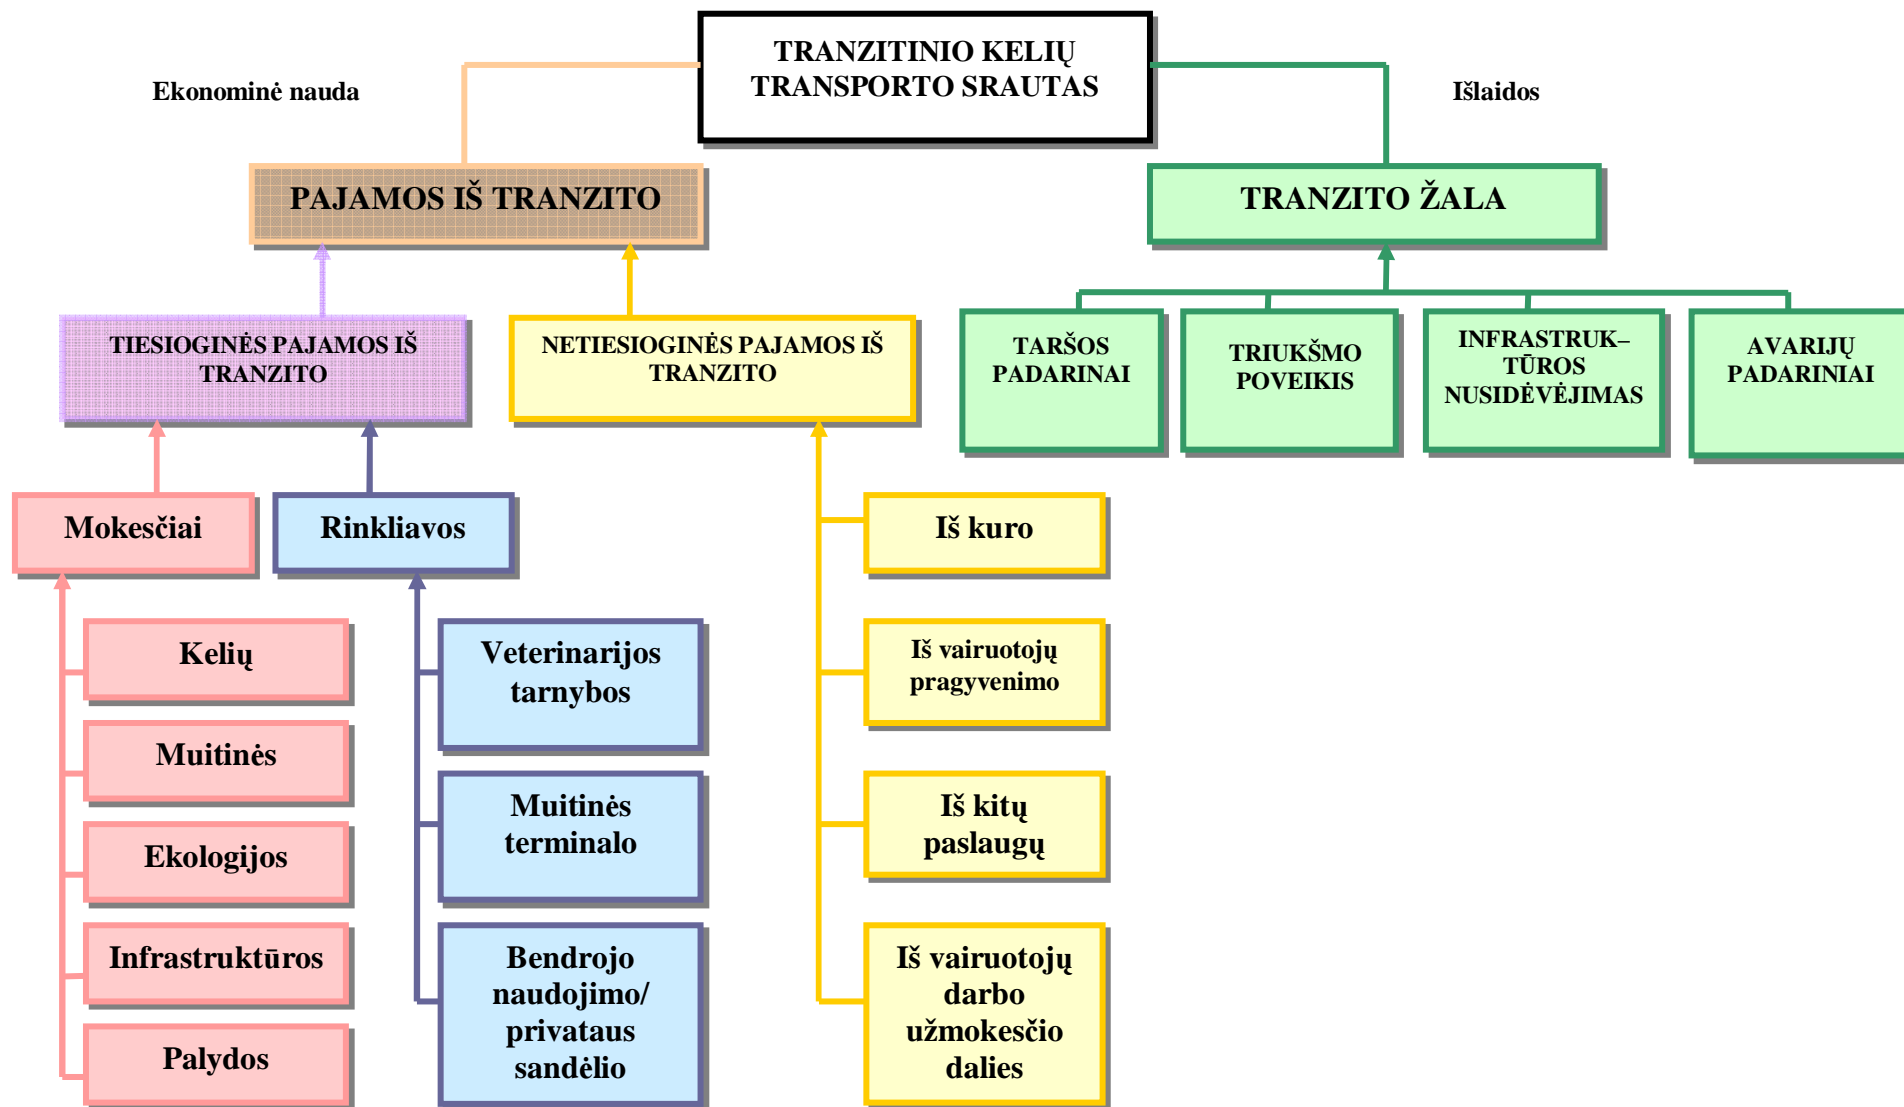 TRANZITINIO KELIŲ
TRANSPORTO SRAUTAS
Ekonominė nauda
Išlaidos
PAJAMOS IŠ TRANZITO
TRANZITO ŽALA
TIESIOGINĖS PAJAMOS IŠ
TRANZITO
NETIESIOGINĖS PAJAMOS IŠ
TRANZITO
TARŠOS
PADARINAI
TRIUKŠMO
POVEIKIS
INFRASTRUK–
TŪROS
NUSIDĖVĖJIMAS
AVARIJŲ
PADARINIAI
Mokesčiai
Rinkliavos
Kelių
Muitinės
Ekologijos
Infrastruktūros
Palydos
Veterinarijos
tarnybos
Muitinės
terminalo
Bendrojo
naudojimo/
privataus
sandėlio
Iš kuro
Iš vairuotojų
pragyvenimo
Iš kitų
paslaugų
Iš vairuotojų
darbo
užmokesčio
dalies